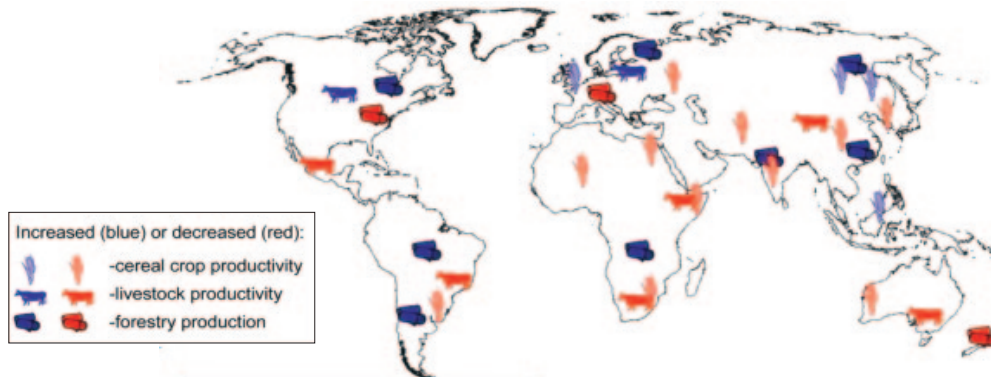 Increased (blue) or decreased (red):
-cereal crop productivity
-livestock productivity
-forestry production